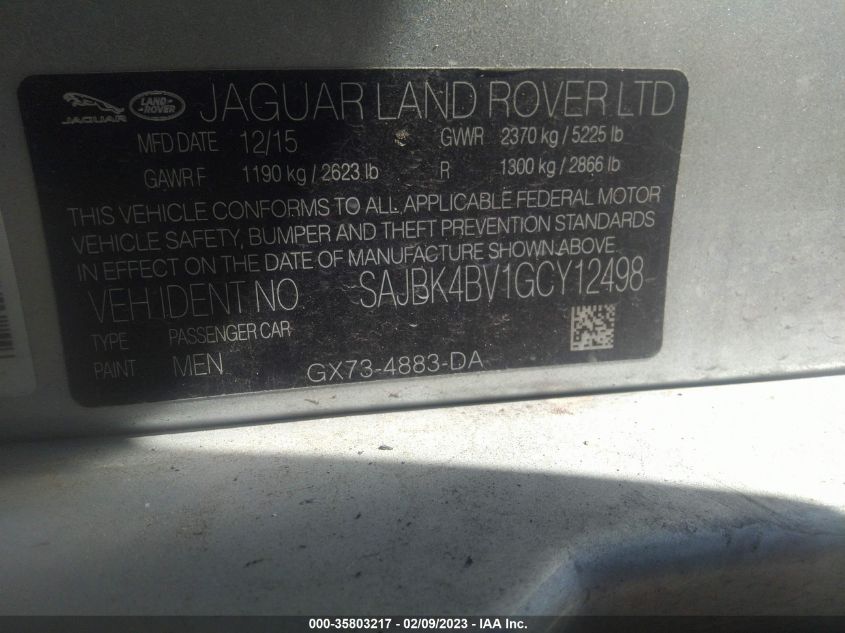 JAGUAR LAND-ROVER JAGUAR LAND ROVER LTD
MFD DATE 12/15 GVWR 2370 kg / 5225 lb
GAWR F 1190 kg / 2623 lb R 1300 kg / 2866 lb
THIS VEHICLE CONFORMS TO ALL APPLICABLE FEDERAL MOTOR
VEHICLE SAFETY, BUMPER AND THEFT PREVENTION STANDARDS
IN EFFECT ON THE DATE OF MANUFACTURE SHOWN ABOVE.
VEH IDENT NO SAJBK4BV1GCY12498
TYPE PASSENGER CAR
PAINT MEN GX73-4883-DA
000-35803217 - 02/09/2023 - IAA